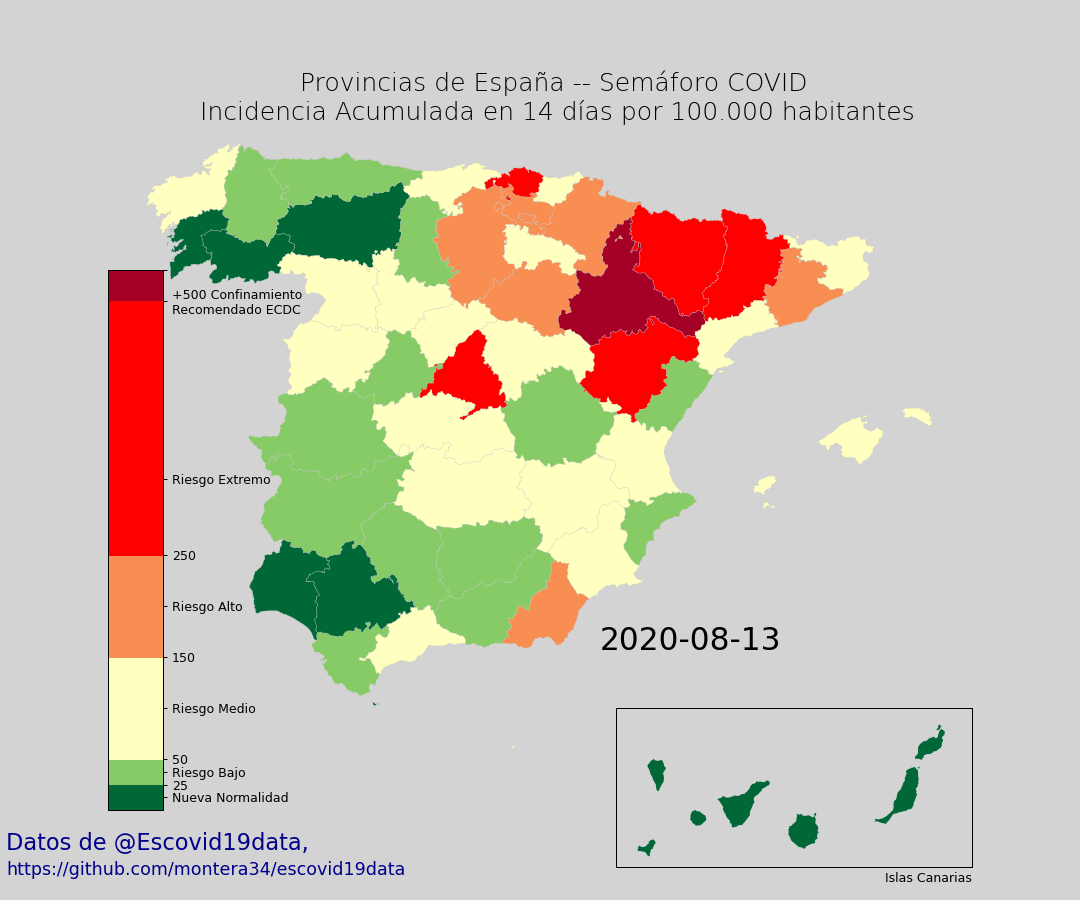 Provincias de España -- Semáforo COVID
Incidencia Acumulada en 14 días por 100.000 habitantes
+500 Confinamiento
Recomendado ECDC
Riesgo Extremo
250
Riesgo Alto
150
Riesgo Medio
50
Riesgo Bajo
25
Nueva Normalidad
2020-08-13
Datos de @Escovid19data,
https://github.com/montera34/escovid19data
Islas Canarias